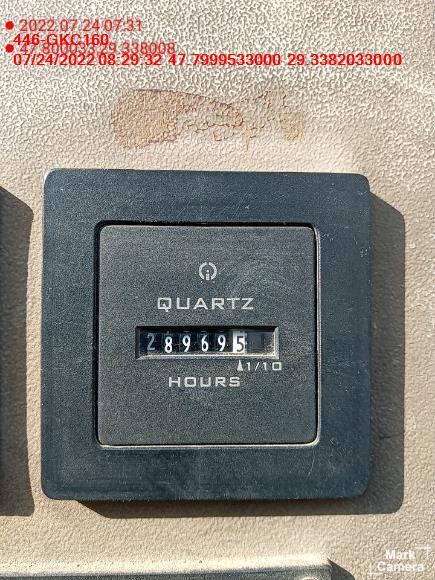 2022.07.24 07:31
446-GKC160
47.800033 29.338008
07/24/2022 08:29:32 47.7999533000 29.3382033000
QUARTZ
289695
1/10
HOURS
Mark
Camera